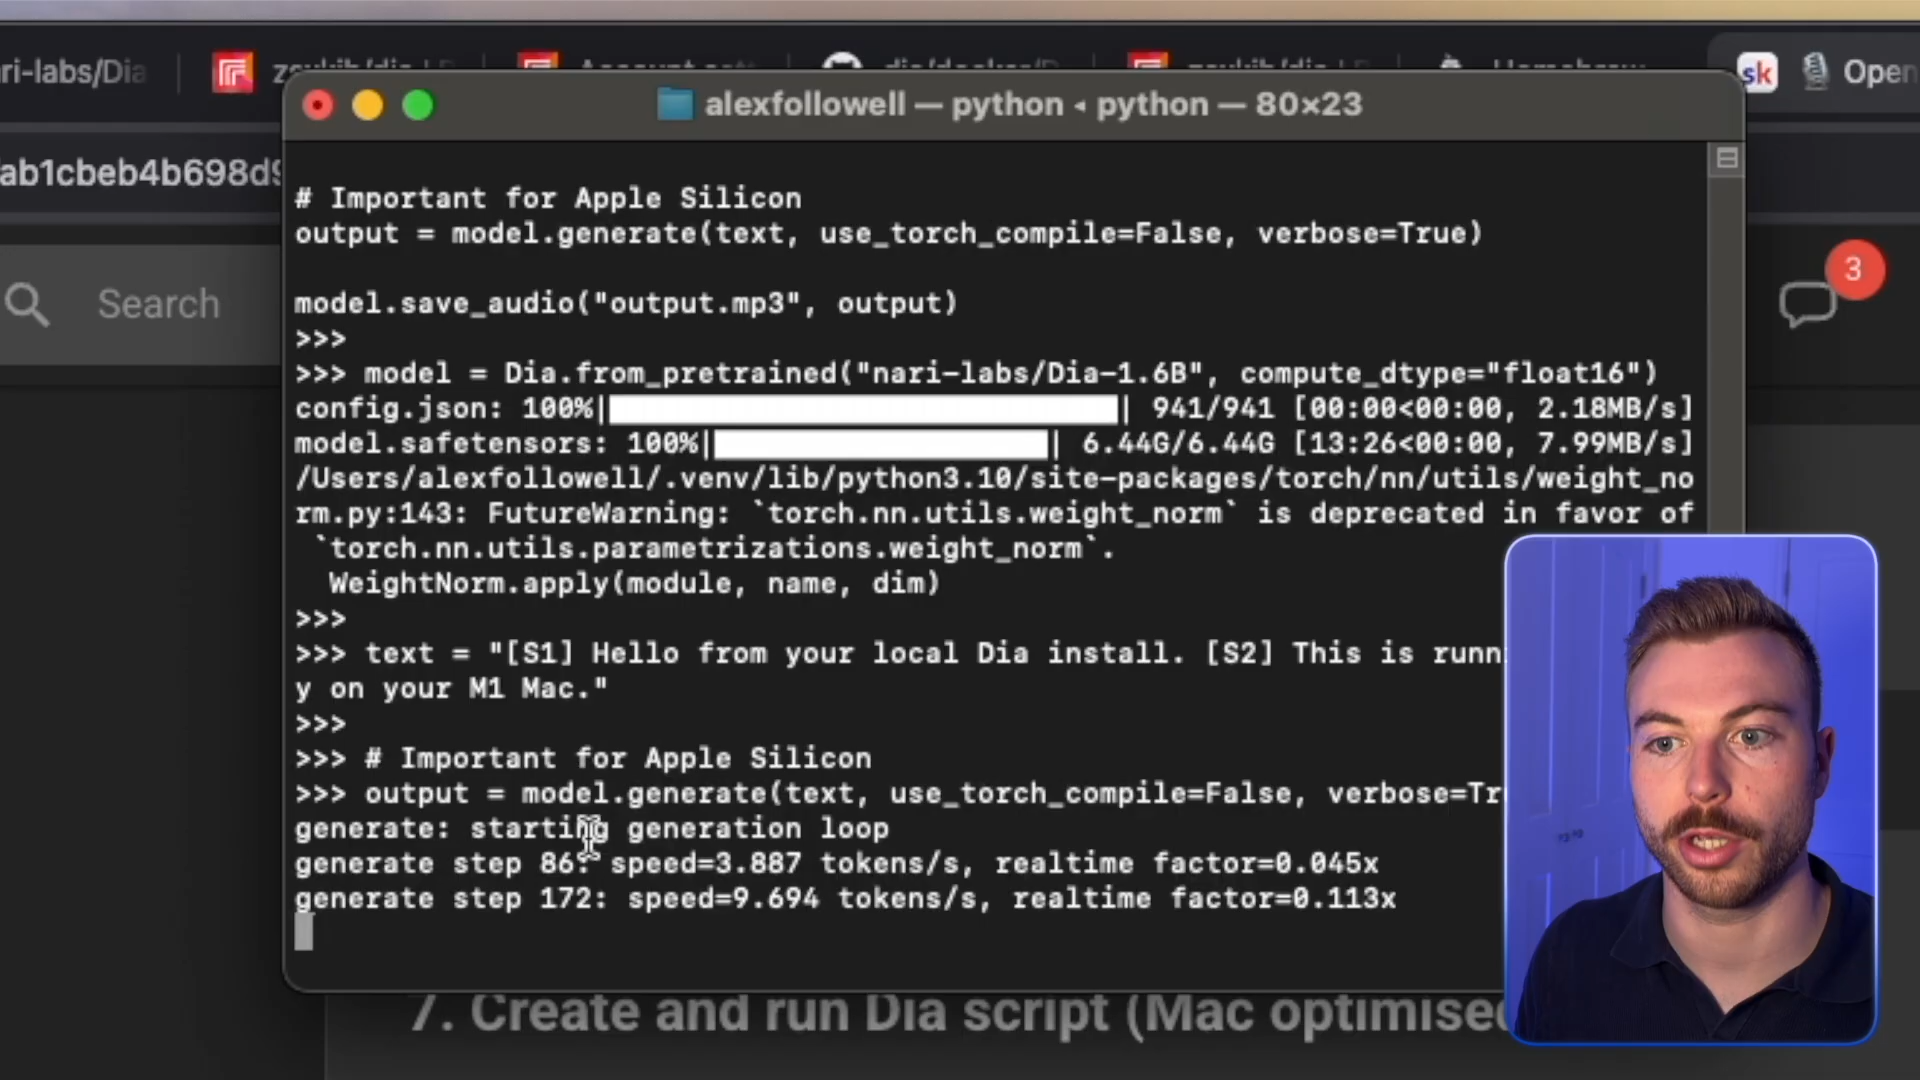 ri-labs/Dia
sk
Open
alexfollowell — python ◂ python — 80×23
ab1cbeb4b698d9
# Important for Apple Silicon
output = model.generate(text, use_torch_compile=False, verbose=True)
Search
3
model.save_audio("output.mp3", output)
>>>
>>> model = Dia.from_pretrained("nari-labs/Dia-1.6B", compute_dtype="float16")
config.json: 100%| | 941/941 [00:00<00:00, 2.18MB/s]
model.safetensors: 100%| | 6.44G/6.44G [13:26<00:00, 7.99MB/s]
/Users/alexfollowell/.venv/lib/python3.10/site-packages/torch/nn/utils/weight_no
rm.py:143: FutureWarning: `torch.nn.utils.weight_norm` is deprecated in favor of
`torch.nn.utils.parametrizations.weight_norm`.
WeightNorm.apply(module, name, dim)
>>>
>>> text = "[S1] Hello from your local Dia install. [S2] This is runn
y on your M1 Mac."
>>>
>>> # Important for Apple Silicon
>>> output = model.generate(text, use_torch_compile=False, verbose=Tr
generate: starting generation loop
generate step 86: speed=3.887 tokens/s, realtime factor=0.045x
generate step 172: speed=9.694 tokens/s, realtime factor=0.113x
7. Create and run Dia script (Mac optimised